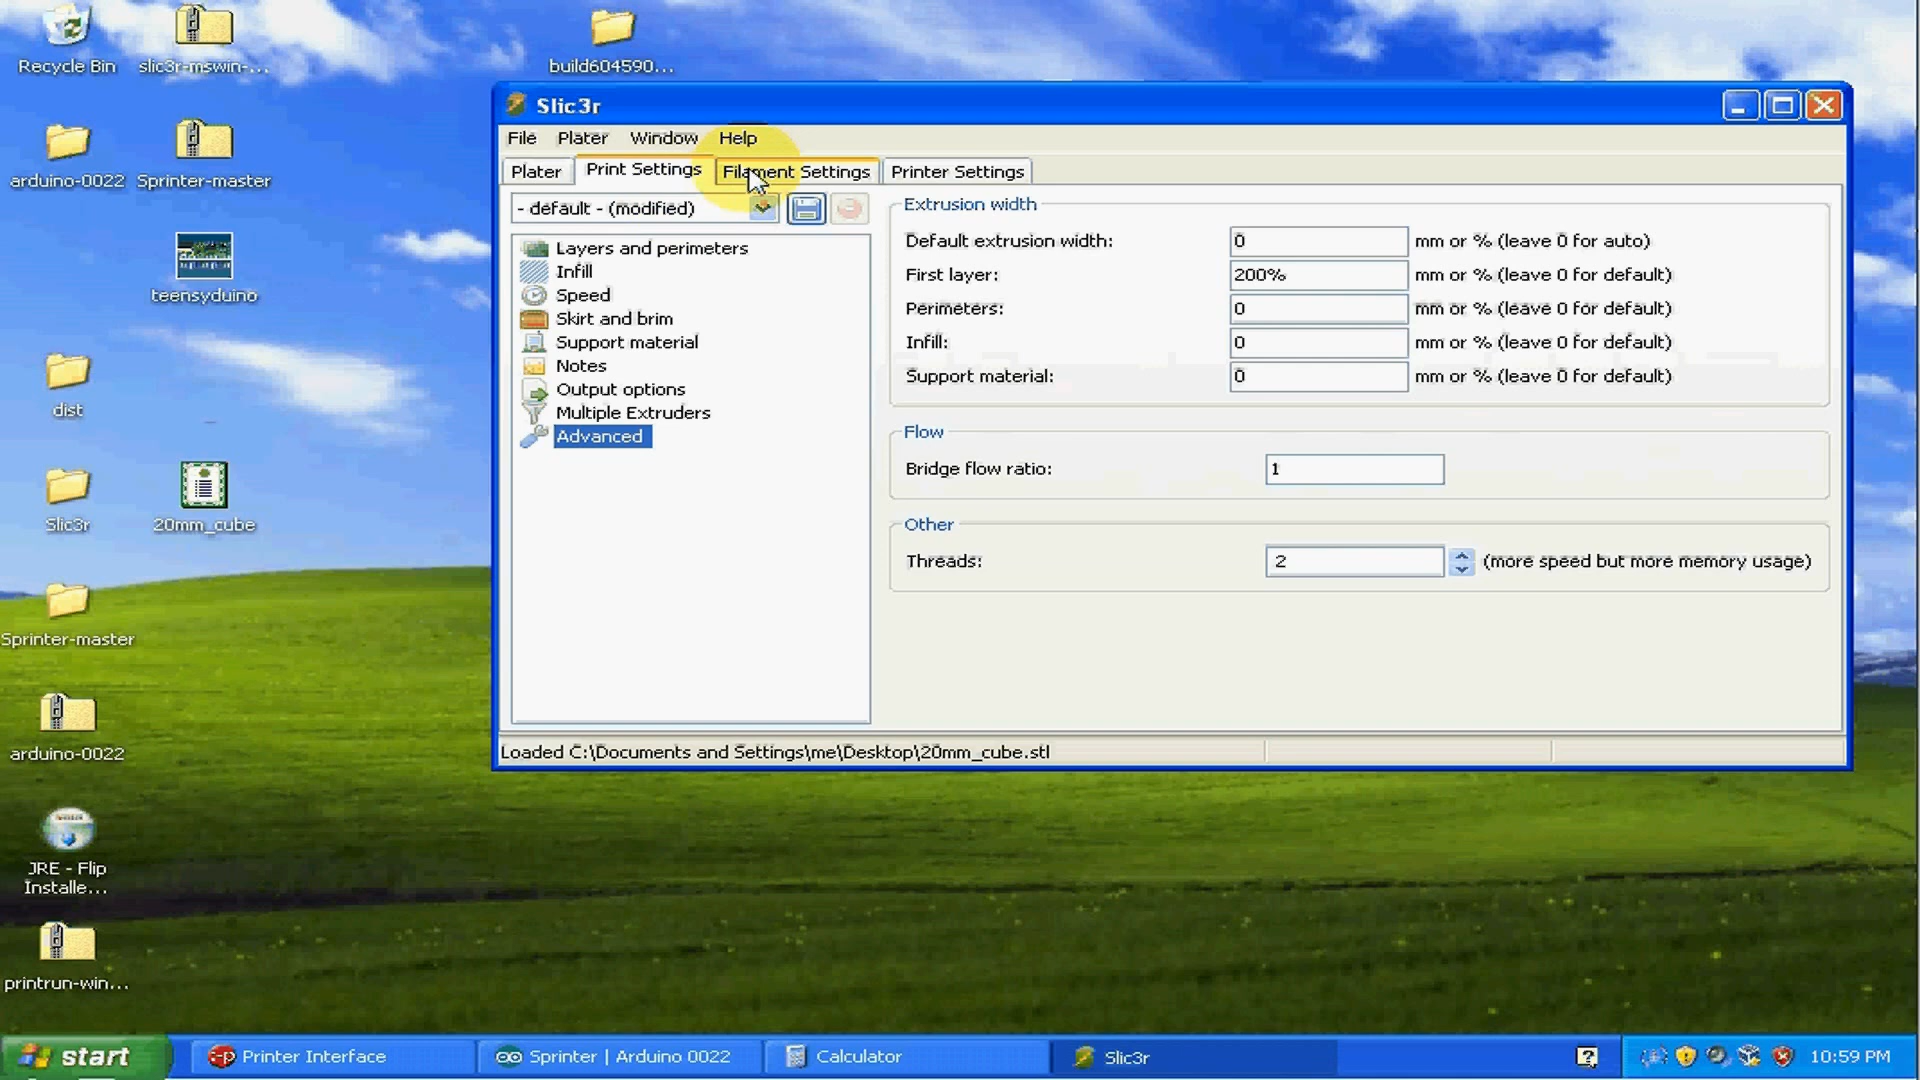 Recycle Bin
slic3r-mswin-...
build604590...
arduino-0022
Sprinter-master
teensyduino
dist
Slic3r
20mm_cube
Sprinter-master
arduino-0022
JRE - Flip
Installe...
printrun-win...
Slic3r
File Plater Window Help
Plater Print Settings Filament Settings Printer Settings
- default - (modified)
Layers and perimeters
Infill
Speed
Skirt and brim
Support material
Notes
Output options
Multiple Extruders
Advanced
Extrusion width
Default extrusion width: 0 mm or % (leave 0 for auto)
First layer: 200% mm or % (leave 0 for default)
Perimeters: 0 mm or % (leave 0 for default)
Infill: 0 mm or % (leave 0 for default)
Support material: 0 mm or % (leave 0 for default)
Flow
Bridge flow ratio: 1
Other
Threads: 2 (more speed but more memory usage)
Loaded C:\Documents and Settings\me\Desktop\20mm_cube.stl
start Printer Interface Sprinter | Arduino 0022 Calculator Slic3r 10:59 PM